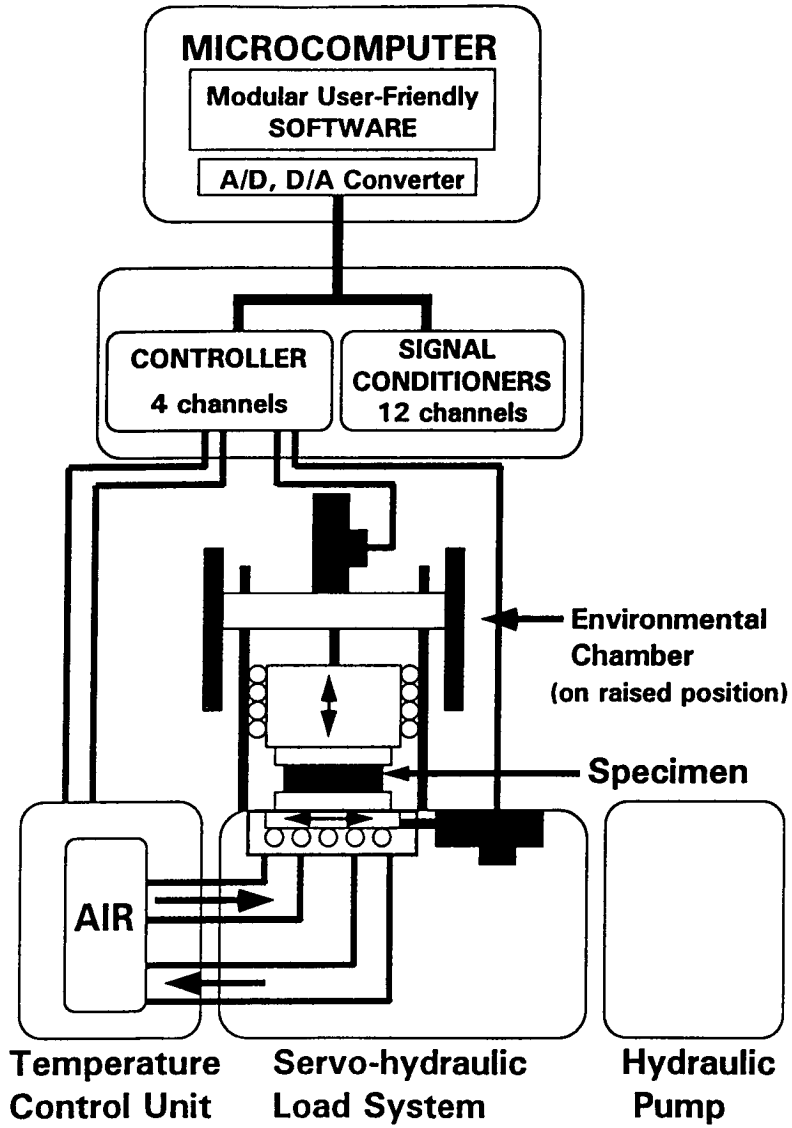 MICROCOMPUTER
Modular User-Friendly
SOFTWARE
A/D, D/A Converter
CONTROLLER
4 channels
SIGNAL
CONDITIONERS
12 channels
Environmental
Chamber
(on raised position)
Specimen
AIR
Temperature
Control Unit
Servo-hydraulic
Load System
Hydraulic
Pump